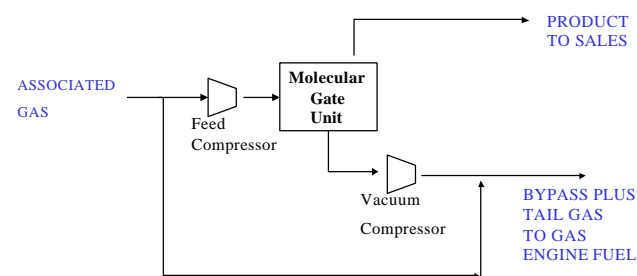 PRODUCT
TO SALES
ASSOCIATED
GAS
Molecular
Gate
Unit
Feed
Compressor
Vacuum
Compressor
BYPASS PLUS
TAIL GAS
TO GAS
ENGINE FUEL